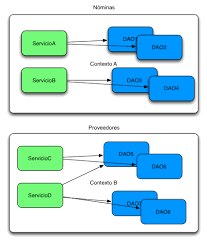 Nóminas
ServicioA
DAO1
DAO2
Contexto A
ServicioB
DAO3
DAO4
Proveedores
ServicioC
DAO5
DAO6
Contexto B
ServicioD
DAO7
DAO8